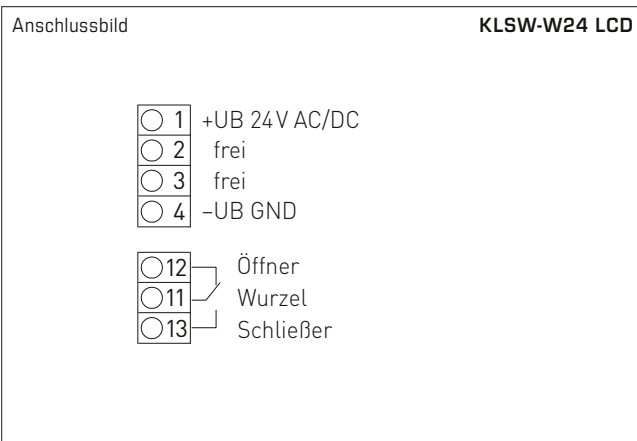 Anschlussbild KLSW-W24 LCD
1 +UB 24V AC/DC
2 frei
3 frei
4 –UB GND
12 Öffner
11 Wurzel
13 Schließer